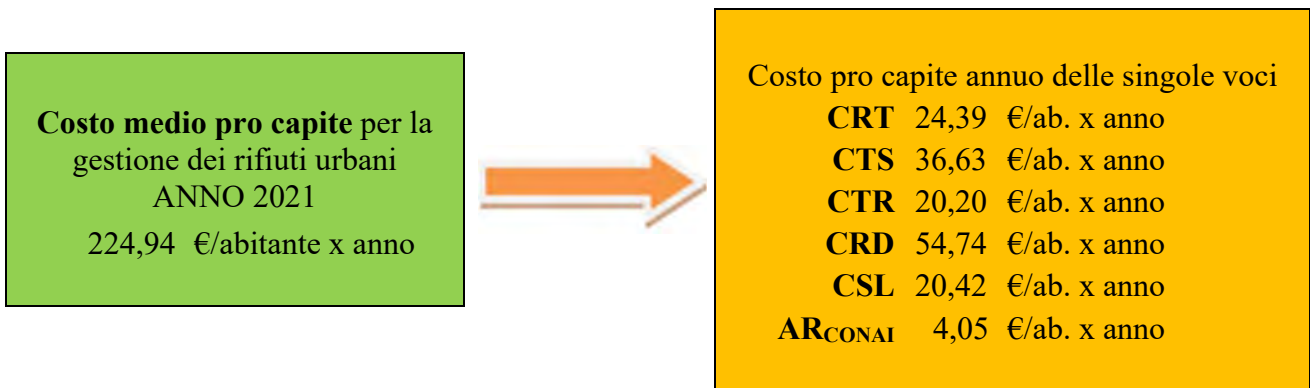 Costo medio pro capite per la
gestione dei rifiuti urbani
ANNO 2021
224,94 €/abitante x anno
Costo pro capite annuo delle singole voci
CRT 24,39 €/ab. x anno
CTS 36,63 €/ab. x anno
CTR 20,20 €/ab. x anno
CRD 54,74 €/ab. x anno
CSL 20,42 €/ab. x anno
ARCONAI 4,05 €/ab. x anno